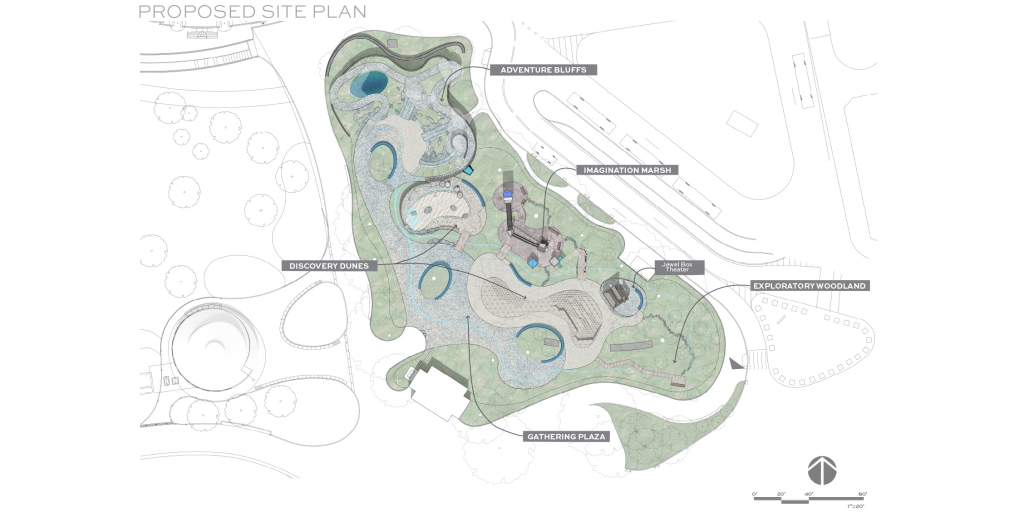 PROPOSED SITE PLAN
ADVENTURE BLUFFS
IMAGINATION MARSH
DISCOVERY DUNES
Jewel Box
Theater
EXPLORATORY WOODLAND
GATHERING PLAZA
0' 20' 40' 80'
1"=20'